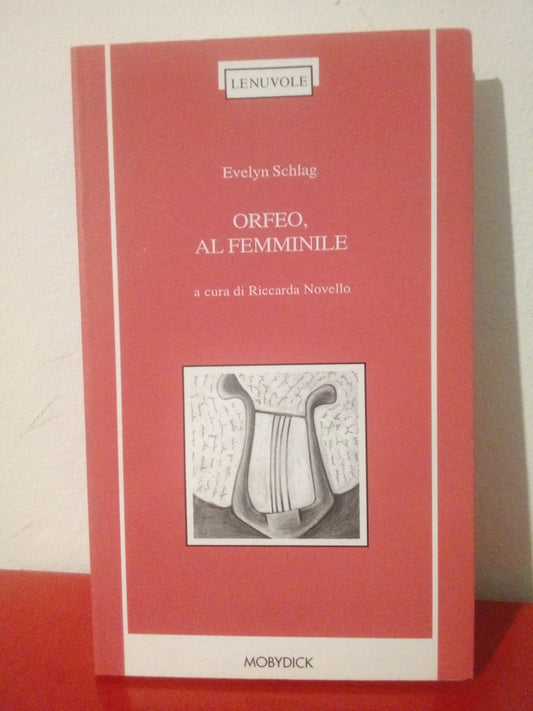 LENUVOLE
Evelyn Schlag
ORFEO,
AL FEMMINILE
a cura di Riccarda Novello
MOBYDICK